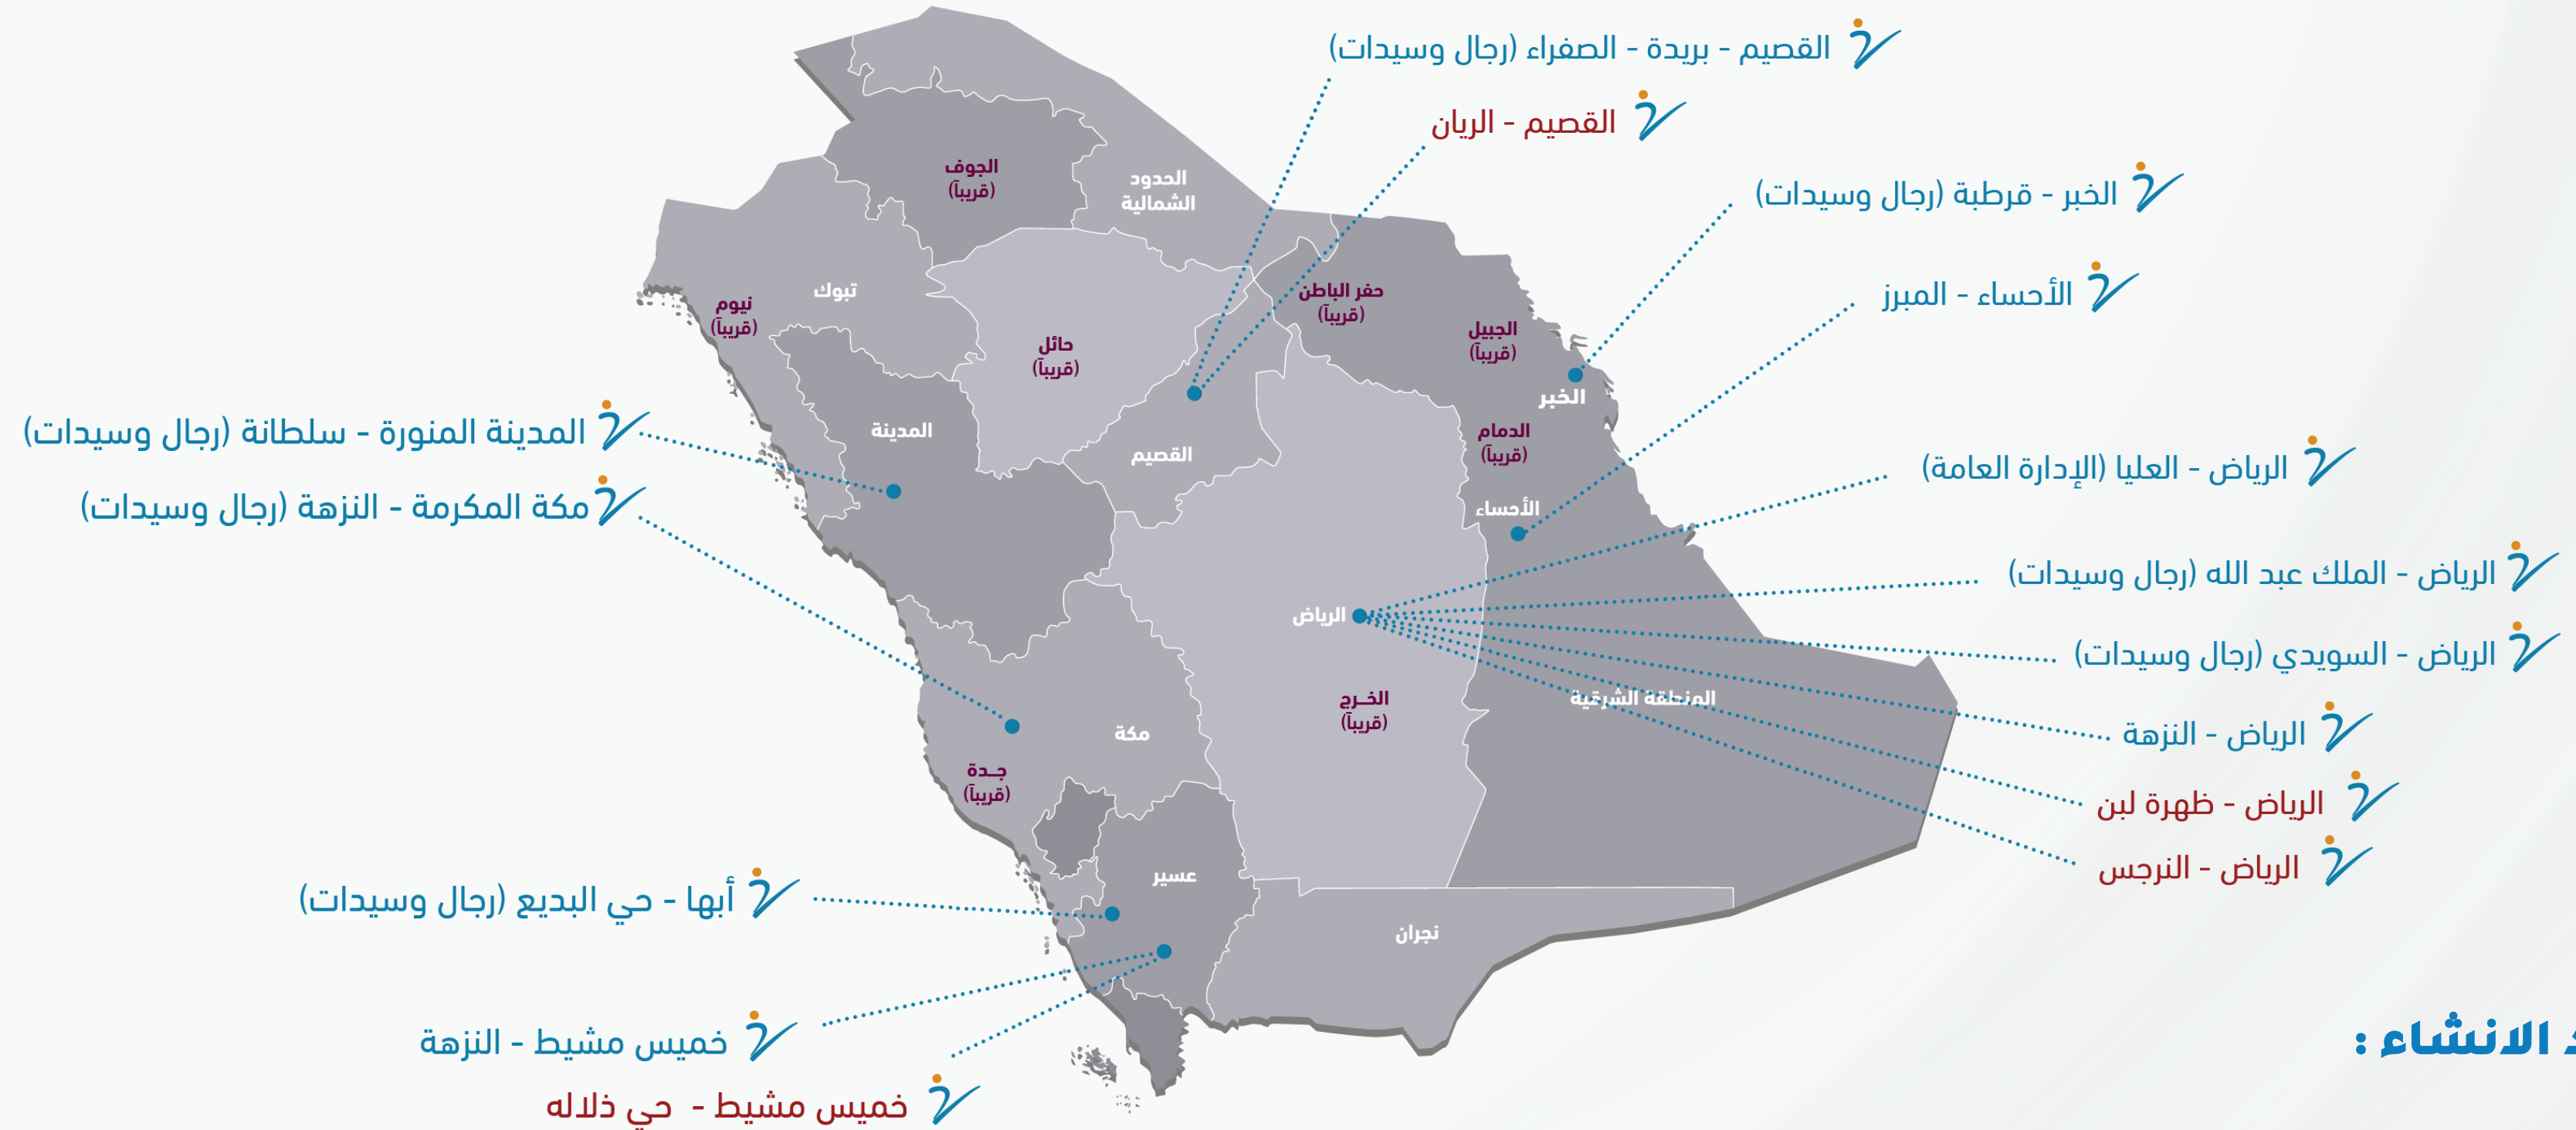 القصيم - بريدة - الصفراء (رجال وسيدات)
القصيم - الريان
الخبر - قرطبة (رجال وسيدات)
الأحساء - المبرز
الرياض - العليا (الإدارة العامة)
الرياض - الملك عبد الله (رجال وسيدات)
الرياض - السويدي (رجال وسيدات)
الرياض - النزهة
الرياض - ظهرة لبن
الرياض - النرجس
الانشاء :
الجوف
(قريباً)
الحدود
الشمالية
حفر الباطن
(قريباً)
الجبيل
(قريباً)
الخبر
الدمام
(قريباً)
الأحساء
تبوك
نيوم
(قريباً)
حائل
(قريباً)
المدينة
القصيم
الرياض
الخـرج
(قريباً)
المنطقة الشرقية
مكة
جـدة
(قريباً)
عسير
نجران
المدينة المنورة - سلطانة (رجال وسيدات)
مكة المكرمة - النزهة (رجال وسيدات)
أبها - حي البديع (رجال وسيدات)
خميس مشيط - النزهة
خميس مشيط - حي ذلاله